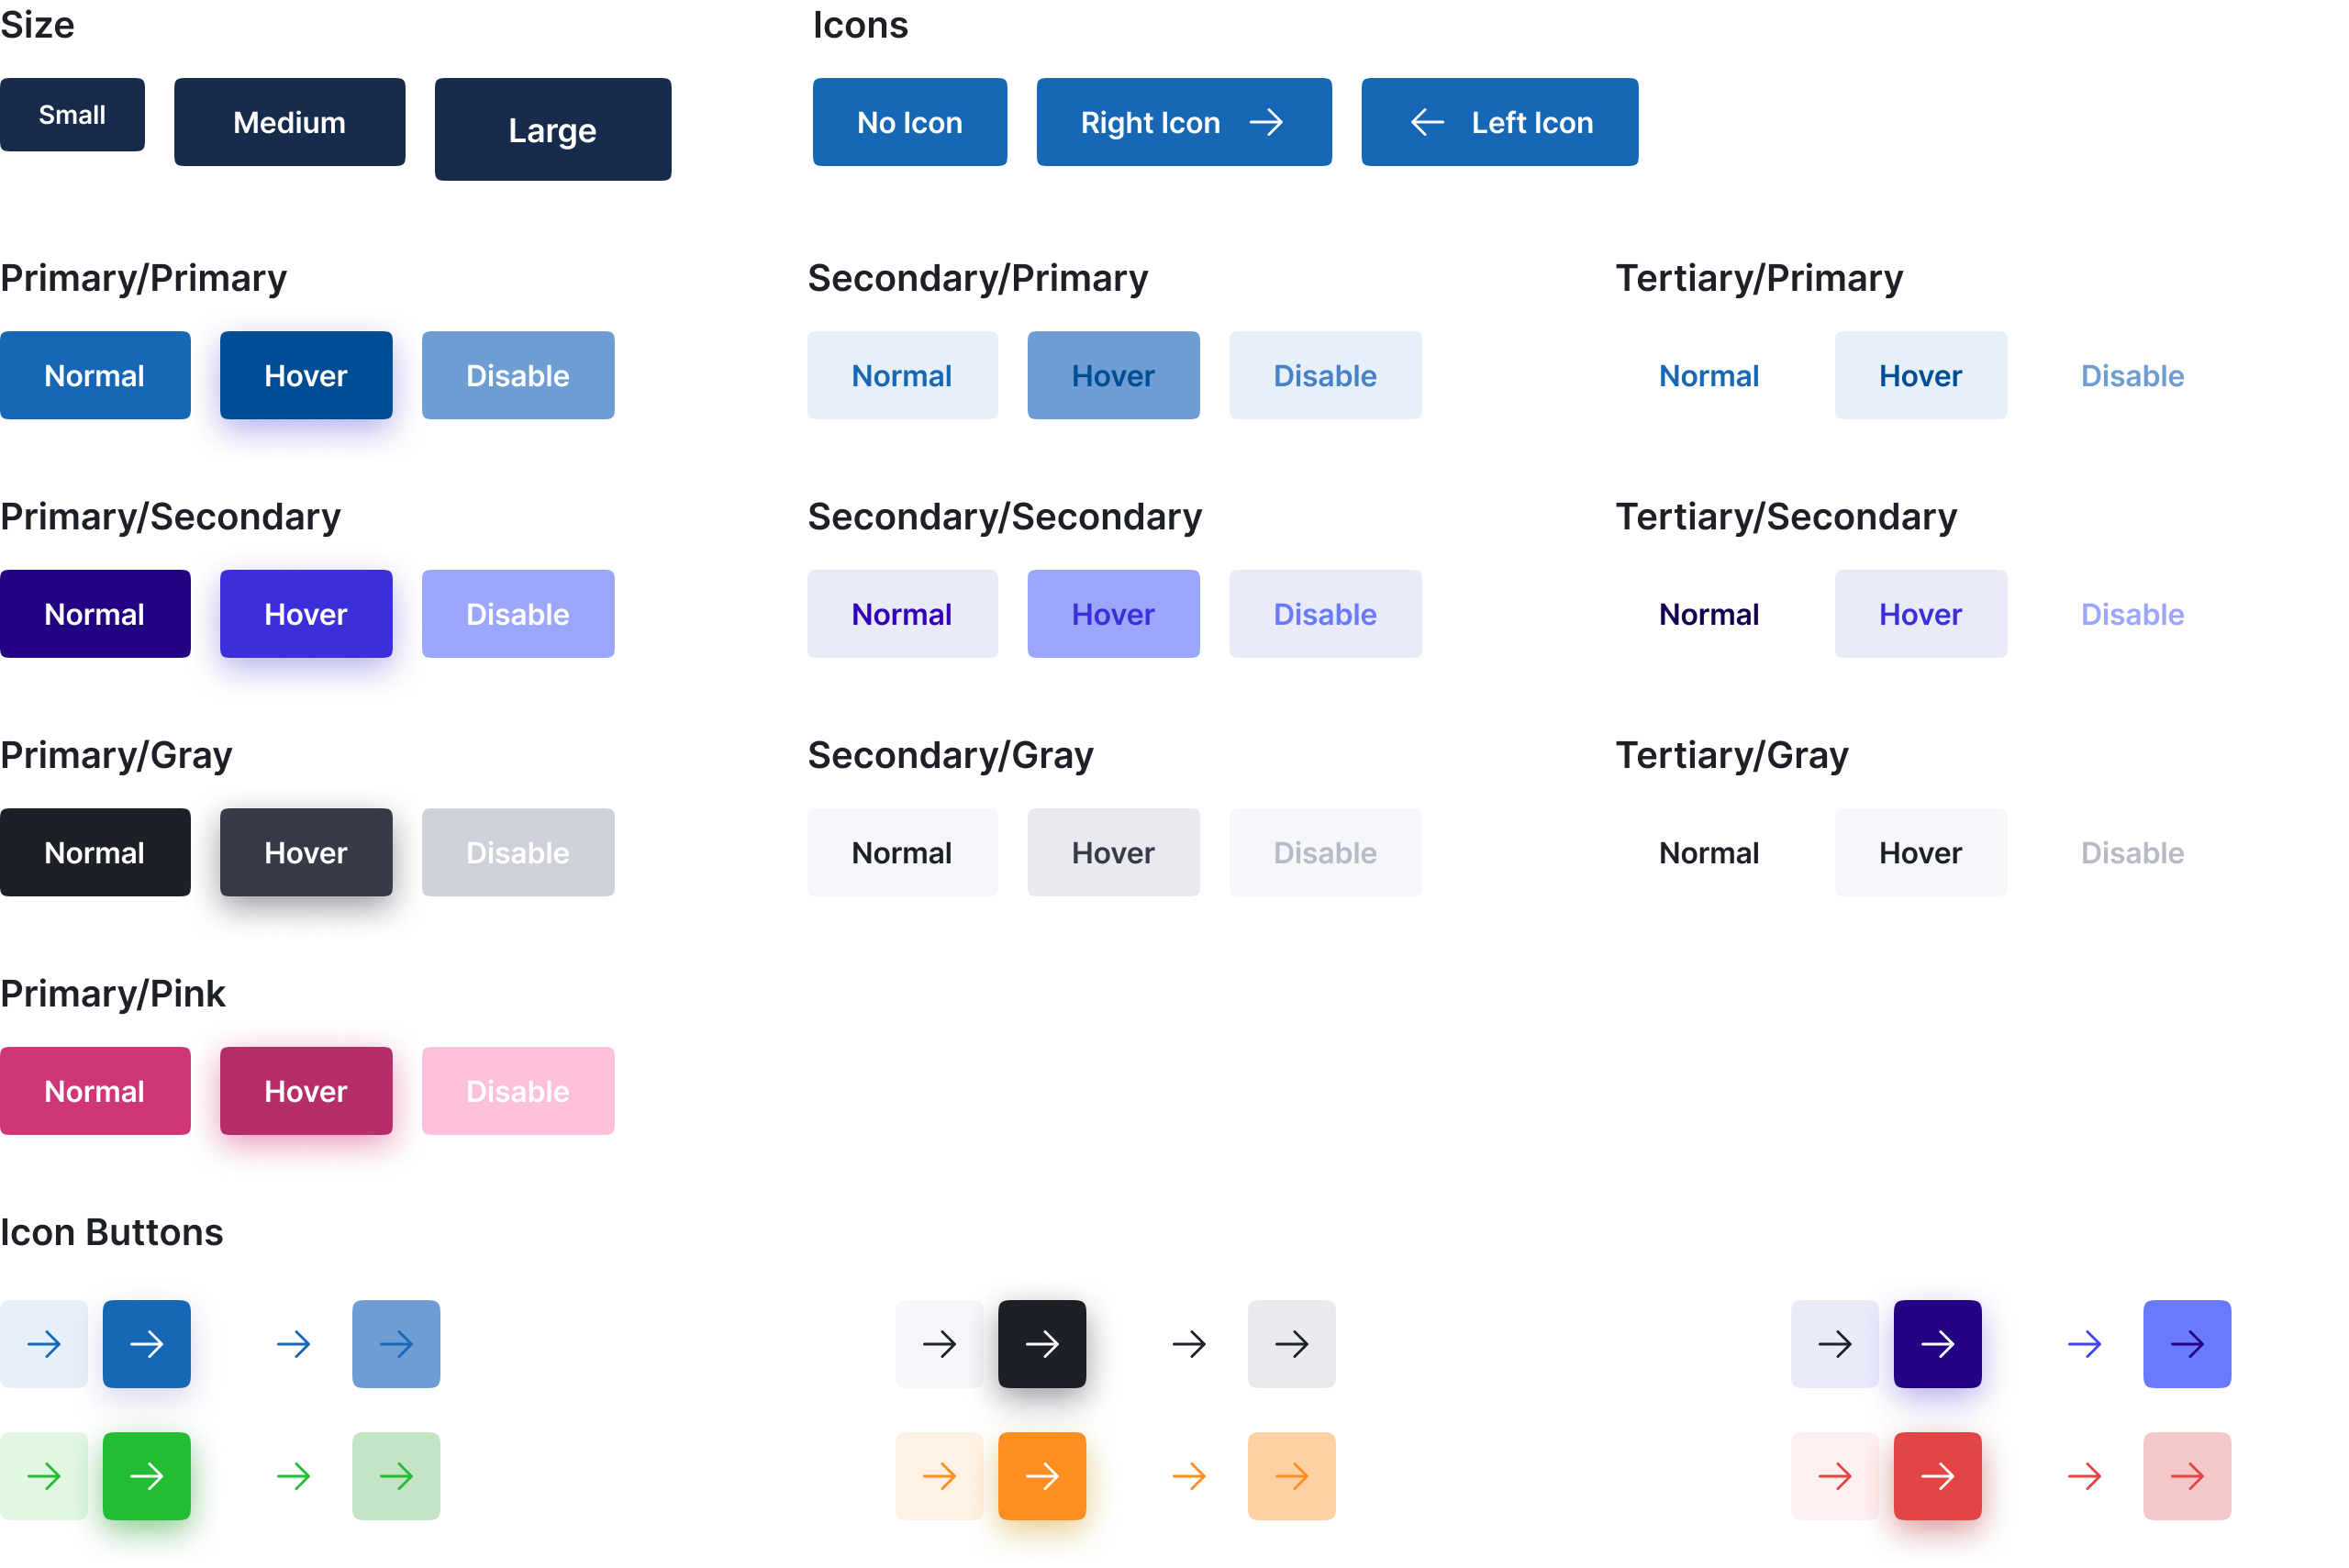 Size
Icons
Small
Medium
Large
No Icon
Right Icon
Left Icon
Primary/Primary
Secondary/Primary
Tertiary/Primary
Normal
Hover
Disable
Normal
Hover
Disable
Normal
Hover
Disable
Primary/Secondary
Secondary/Secondary
Tertiary/Secondary
Normal
Hover
Disable
Normal
Hover
Disable
Normal
Hover
Disable
Primary/Gray
Secondary/Gray
Tertiary/Gray
Normal
Hover
Disable
Normal
Hover
Disable
Normal
Hover
Disable
Primary/Pink
Normal
Hover
Disable
Icon Buttons